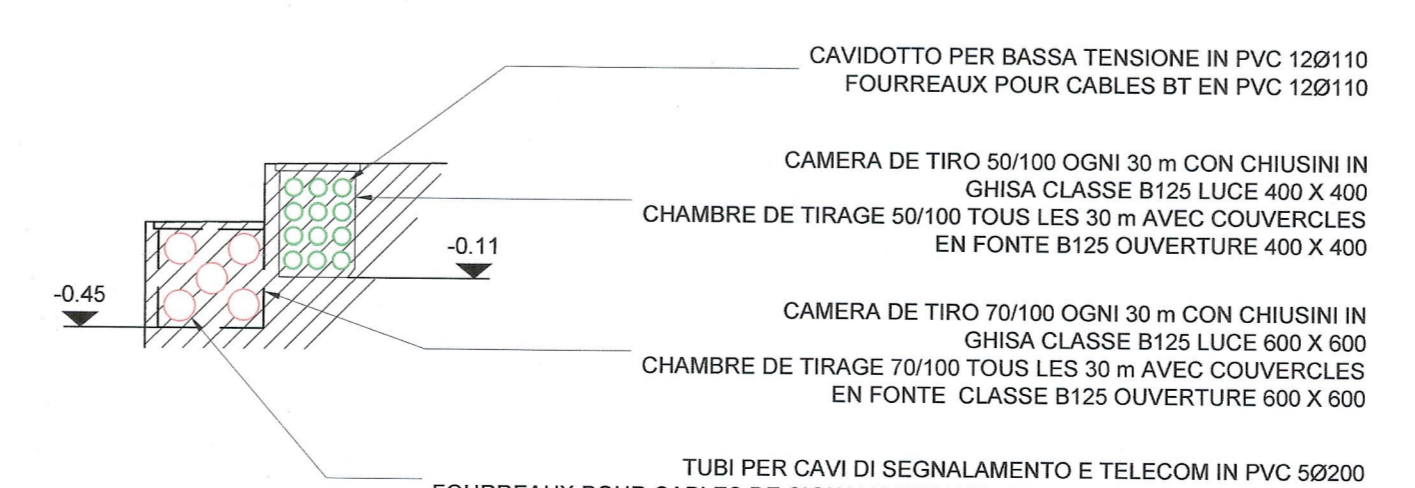 CAVIDOTTO PER BASSA TENSIONE IN PVC 12Ø110
FOURREAUX POUR CABLES BT EN PVC 12Ø110
CAMERA DE TIRO 50/100 OGNI 30 m CON CHIUSINI IN
GHISA CLASSE B125 LUCE 400 X 400
CHAMBRE DE TIRAGE 50/100 TOUS LES 30 m AVEC COUVERCLES
EN FONTE B125 OUVERTURE 400 X 400
-0.11
-0.45
CAMERA DE TIRO 70/100 OGNI 30 m CON CHIUSINI IN
GHISA CLASSE B125 LUCE 600 X 600
CHAMBRE DE TIRAGE 70/100 TOUS LES 30 m AVEC COUVERCLES
EN FONTE CLASSE B125 OUVERTURE 600 X 600
TUBI PER CAVI DI SEGNALAMENTO E TELECOM IN PVC 5Ø200
FOURREAUX POUR CABLES DE